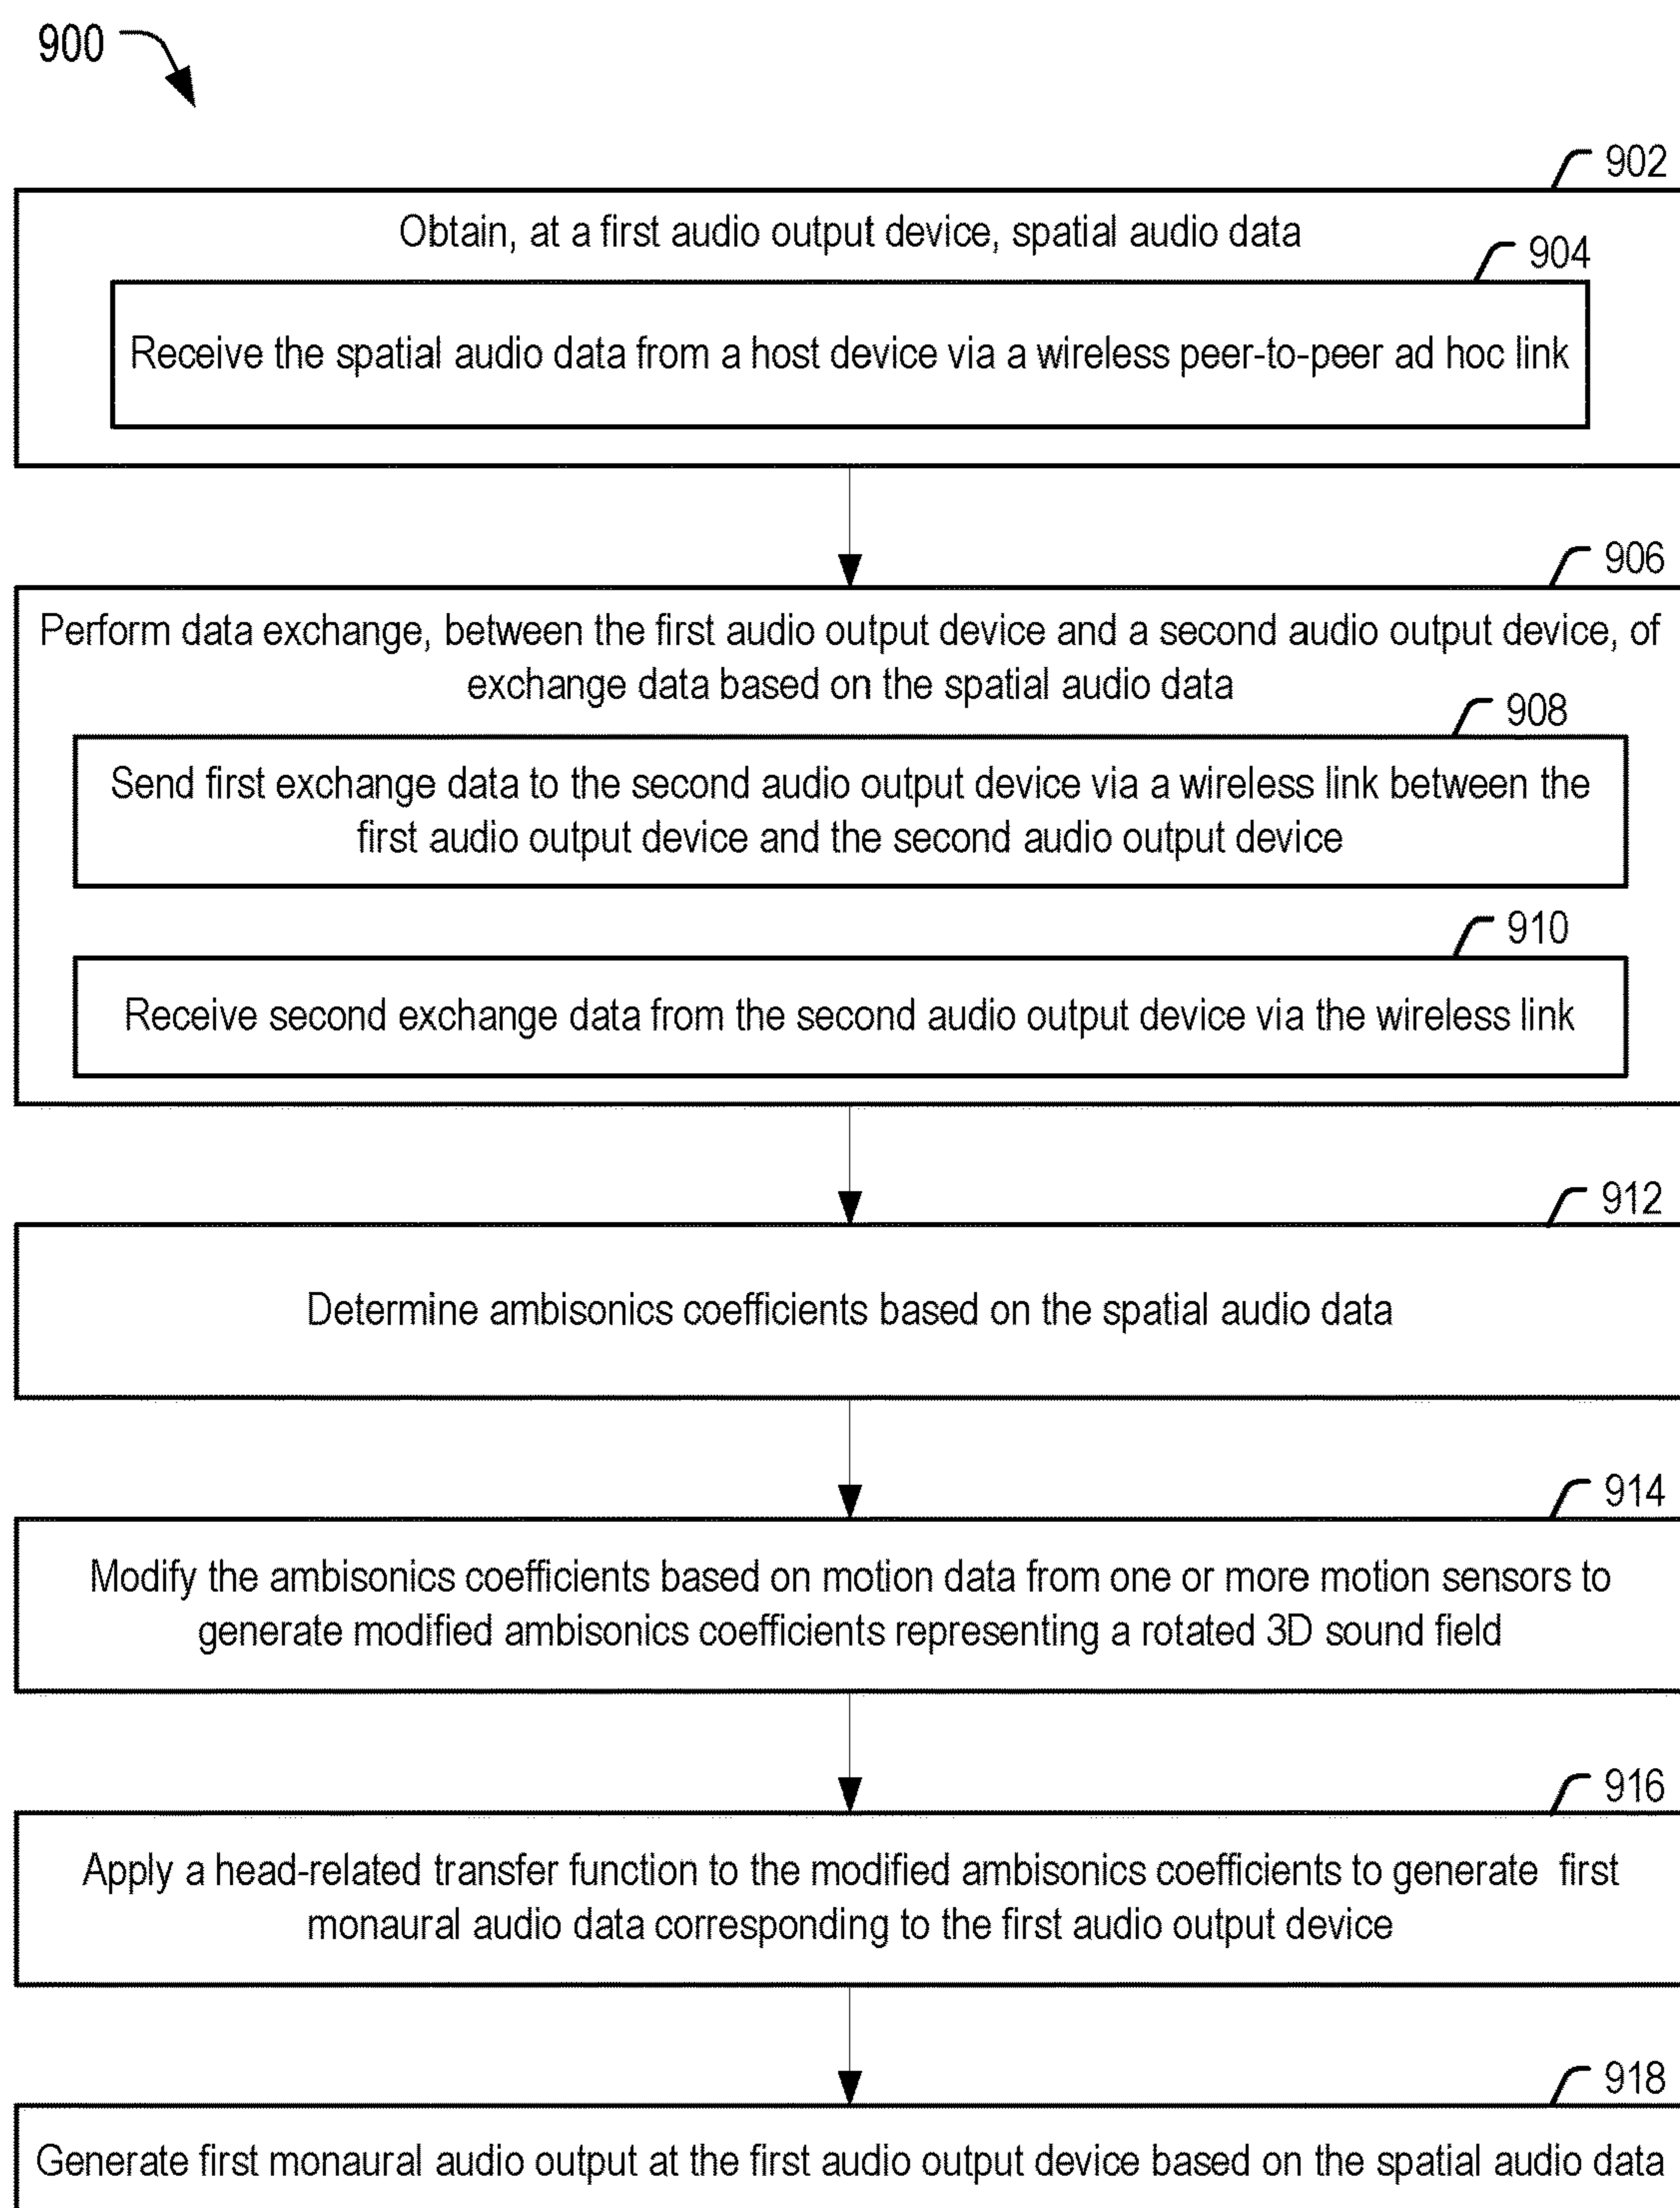 900
902
Obtain, at a first audio output device, spatial audio data
904
Receive the spatial audio data from a host device via a wireless peer-to-peer ad hoc link
906
Perform data exchange, between the first audio output device and a second audio output device, of
exchange data based on the spatial audio data
908
Send first exchange data to the second audio output device via a wireless link between the
first audio output device and the second audio output device
910
Receive second exchange data from the second audio output device via the wireless link
912
Determine ambisonics coefficients based on the spatial audio data
914
Modify the ambisonics coefficients based on motion data from one or more motion sensors to
generate modified ambisonics coefficients representing a rotated 3D sound field
916
Apply a head-related transfer function to the modified ambisonics coefficients to generate first
monaural audio data corresponding to the first audio output device
918
Generate first monaural audio output at the first audio output device based on the spatial audio data